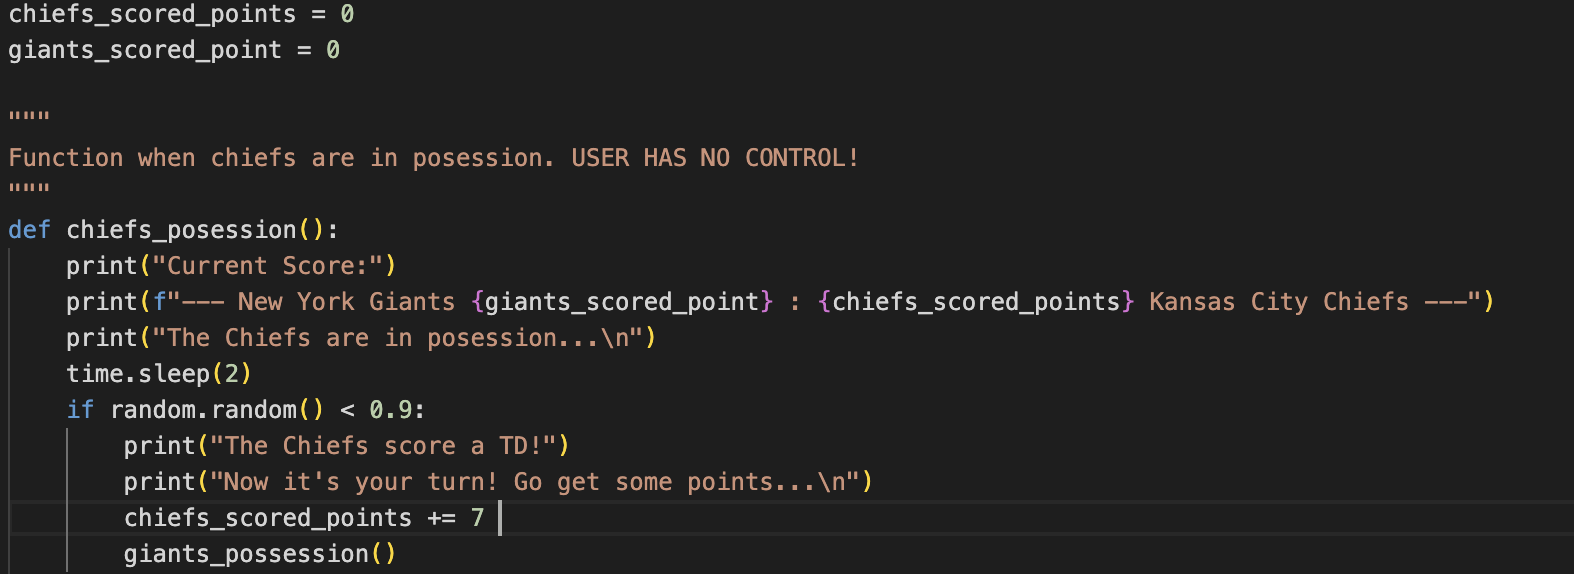 chiefs_scored_points = 0
giants_scored_point = 0
"""
Function when chiefs are in posession. USER HAS NO CONTROL!
"""
def chiefs_posession():
    print("Current Score:")
    print(f"--- New York Giants {giants_scored_point} : {chiefs_scored_points} Kansas City Chiefs ---")
    print("The Chiefs are in posession...\n")
    time.sleep(2)
    if random.random() < 0.9:
        print("The Chiefs score a TD!")
        print("Now it's your turn! Go get some points...\n")
        chiefs_scored_points += 7
        giants_possession()